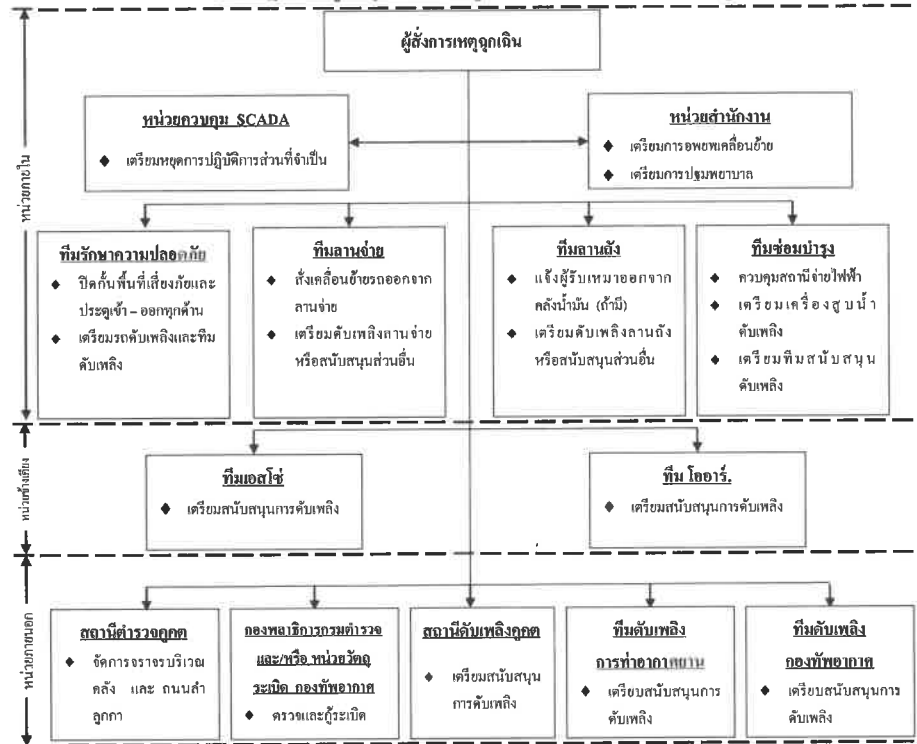 ผู้สั่งการเหตุฉุกเฉิน
หน่วยควบคุม SCADA
◆ เตรียมหยุดการปฏิบัติการส่วนที่จำเป็น
หน่วยสำนักงาน
◆ เตรียมการอพยพเคลื่อนย้าย
◆ เตรียมการปฐมพยาบาล
หน่วยภายใน
ทีมรักษาความปลอดภัย
◆ ปิดกั้นพื้นที่เสี่ยงภัยและ
ประตูเข้า – ออกทุกด้าน
◆ เตรียมรถดับเพลิงและทีม
ดับเพลิง
ทีมลานจ่าย
◆ สั่งเคลื่อนย้ายรถออกจาก
ลานจ่าย
◆ เตรียมดับเพลิงลานจ่าย
หรือสนับสนุนส่วนอื่น
ทีมลานถัง
◆ แจ้งผู้รับเหมาออกจาก
คลังน้ำมัน (ถ้ามี)
◆ เตรียมดับเพลิงลานถัง
หรือสนับสนุนส่วนอื่น
ทีมซ่อมบำรุง
◆ ควบคุมสถานีจ่ายไฟฟ้า
◆ เตรียมเครื่องสูบน้ำ
ดับเพลิง
◆ เตรียมทีมสนับสนุน
ดับเพลิง
หน่วยข้างเคียง
ทีมเอสโซ่
◆ เตรียมสนับสนุนการดับเพลิง
ทีม โออาร์.
◆ เตรียมสนับสนุนการดับเพลิง
หน่วยภายนอก
สถานีตำรวจคูคต
◆ จัดการจราจรบริเวณ
คลัง และ ถนนลำ
ลูกกา
กองพลาธิการกรมตำรวจ
และ/หรือ หน่วยวัตถุ
ระเบิด กองทัพอากาศ
◆ ตรวจและกู้ระเบิด
สถานีดับเพลิงคูคต
◆ เตรียมสนับสนุน
การดับเพลิง
ทีมดับเพลิง
การท่าอากาศยาน
◆ เตรียบสนับสนุนการ
ดับเพลิง
ทีมดับเพลิง
กองทัพอากาศ
◆ เตรียบสนับสนุนการ
ดับเพลิง